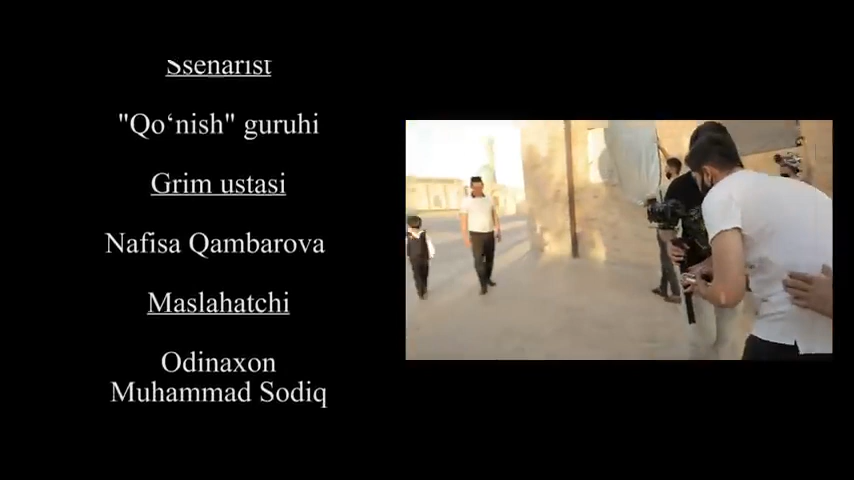 Ssenarist
"Qo‘nish" guruhi
Grim ustasi
Nafisa Qambarova
Maslahatchi
Odinaxon
Muhammad Sodiq